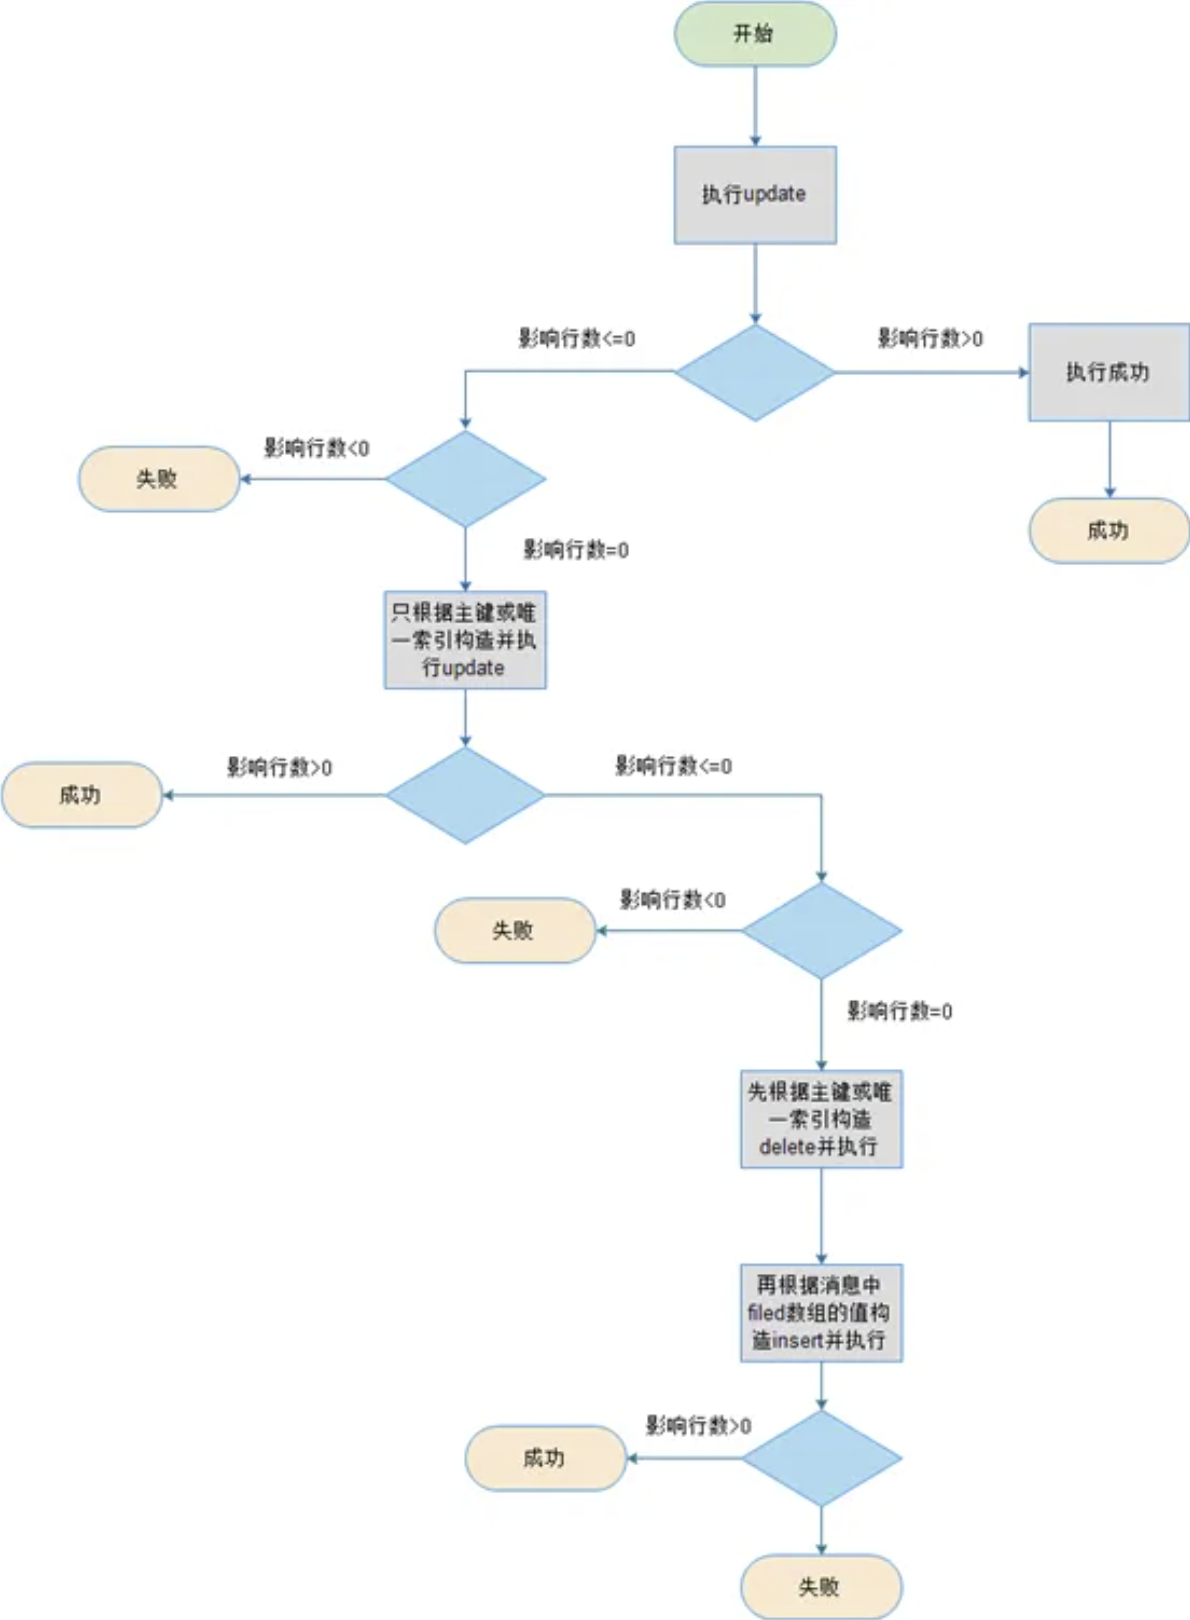 开始
执行update
影响行数<=0
影响行数>0
执行成功
影响行数<0
失败
成功
影响行数=0
只根据主键或唯
一索引构造并执
行update
影响行数>0
影响行数<=0
成功
影响行数<0
失败
影响行数=0
先根据主键或唯
一索引构造
delete并执行
再根据消息中
filed数组的值构
造insert并执行
影响行数>0
成功
失败